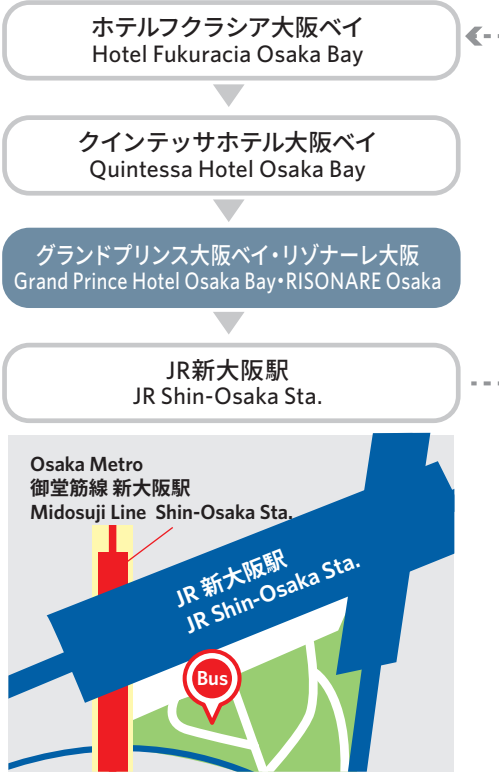 ホテルフクラシア大阪ベイ
Hotel Fukuracia Osaka Bay
クインテッサホテル大阪ベイ
Quintessa Hotel Osaka Bay
グランドプリンス大阪ベイ・リゾナーレ大阪
Grand Prince Hotel Osaka Bay・RISONARE Osaka
JR新大阪駅
JR Shin-Osaka Sta.
Osaka Metro
御堂筋線 新大阪駅
Midosuji Line Shin-Osaka Sta.
JR 新大阪駅
JR Shin-Osaka Sta.
Bus